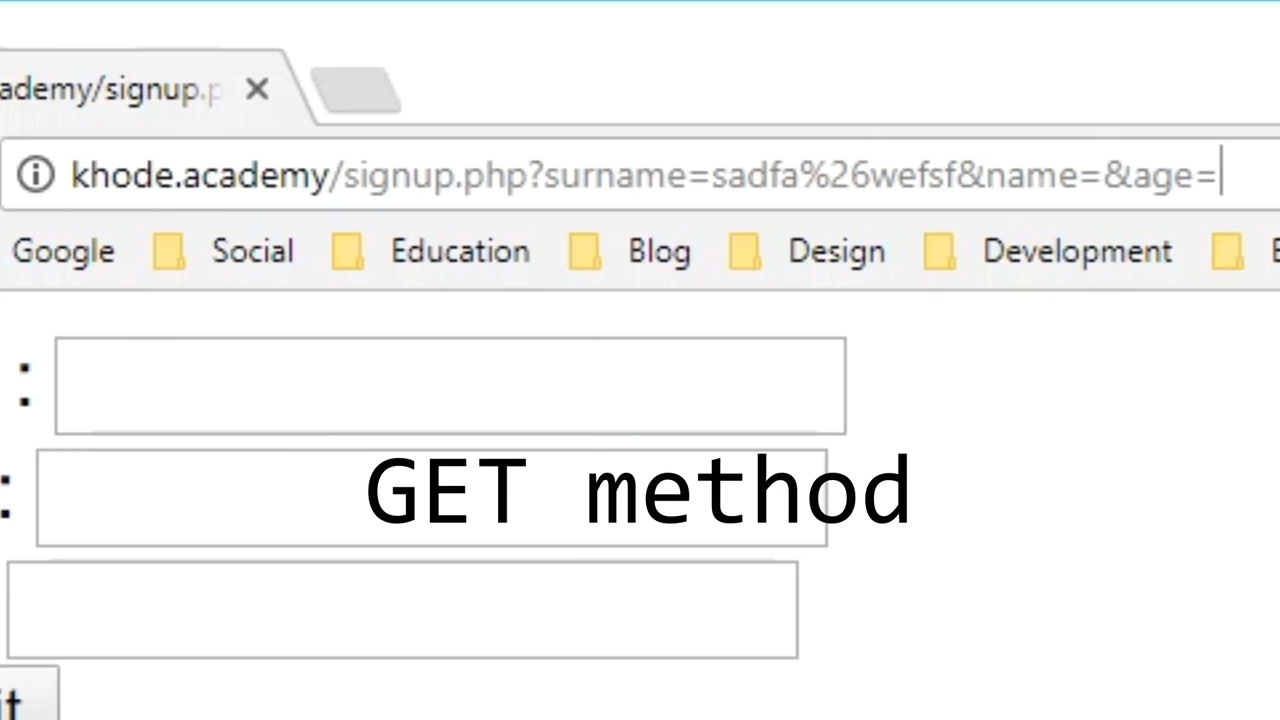 ademy/signup.p
khode.academy/signup.php?surname=sadfa%26wefsf&name=&age=
Google Social Education Blog Design Development
:
:
GET method
it